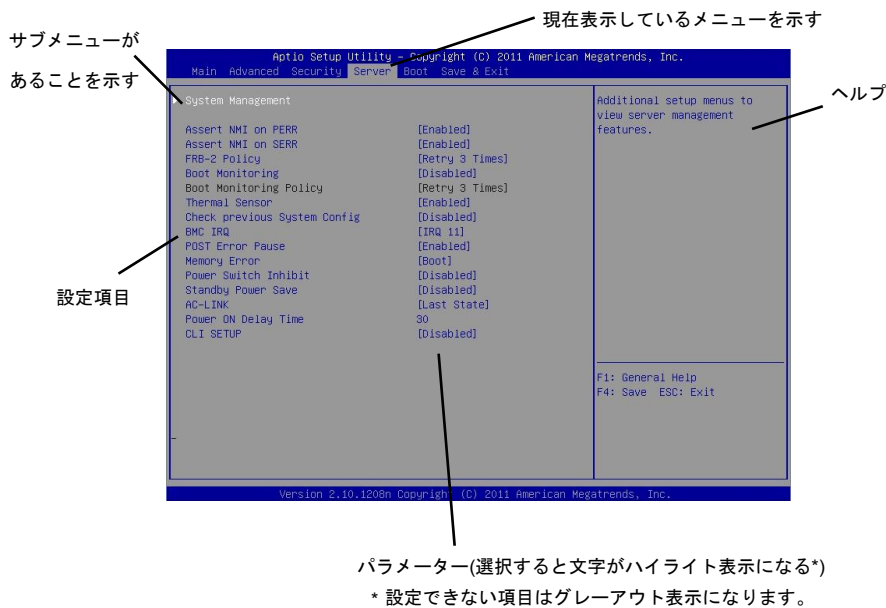 現在表示しているメニューを示す
サブメニューが
あることを示す
Aptio Setup Utility – Copyright (C) 2011 American Megatrends, Inc.
Main Advanced Security Server Boot Save & Exit
System Management
Assert NMI on PERR [Enabled]
Assert NMI on SERR [Enabled]
FRB-2 Policy [Retry 3 Times]
Boot Monitoring [Disabled]
Boot Monitoring Policy [Retry 3 Times]
Thermal Sensor [Enabled]
Check previous System Config [Disabled]
BMC IRQ [IRQ 11]
POST Error Pause [Enabled]
Memory Error [Boot]
Power Switch Inhibit [Disabled]
Standby Power Save [Disabled]
AC-LINK [Last State]
Power ON Delay Time 30
CLI SETUP [Disabled]
Additional setup menus to
view server management
features.
ヘルプ
設定項目
F1: General Help
F4: Save ESC: Exit
Version 2.10.1208n Copyright (C) 2011 American Megatrends, Inc.
パラメーター(選択すると文字がハイライト表示になる*)
* 設定できない項目はグレーアウト表示になります。